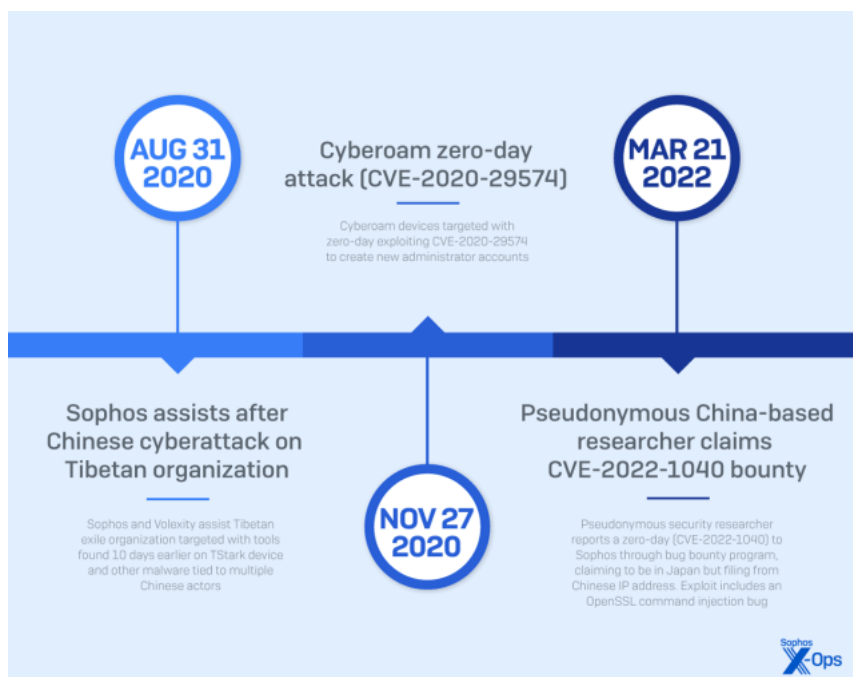 AUG 31
2020
Sophos assists after
Chinese cyberattack on
Tibetan organization
Sophos and Volexity assist Tibetan
exile organization targeted with tools
found 10 days earlier on TStark device
and other malware tied to multiple
Chinese actors
Cyberoam zero-day
attack (CVE-2020-29574)
Cyberoam devices targeted with
zero-day exploiting CVE-2020-29574
to create new administrator accounts
NOV 27
2020
MAR 21
2022
Pseudonymous China-based
researcher claims
CVE-2022-1040 bounty
Pseudonymous security researcher
reports a zero-day (CVE-2022-1040) to
Sophos through bug bounty program,
claiming to be in Japan but filing from
Chinese IP address. Exploit includes an
OpenSSL command injection bug
Sophos
X-Ops